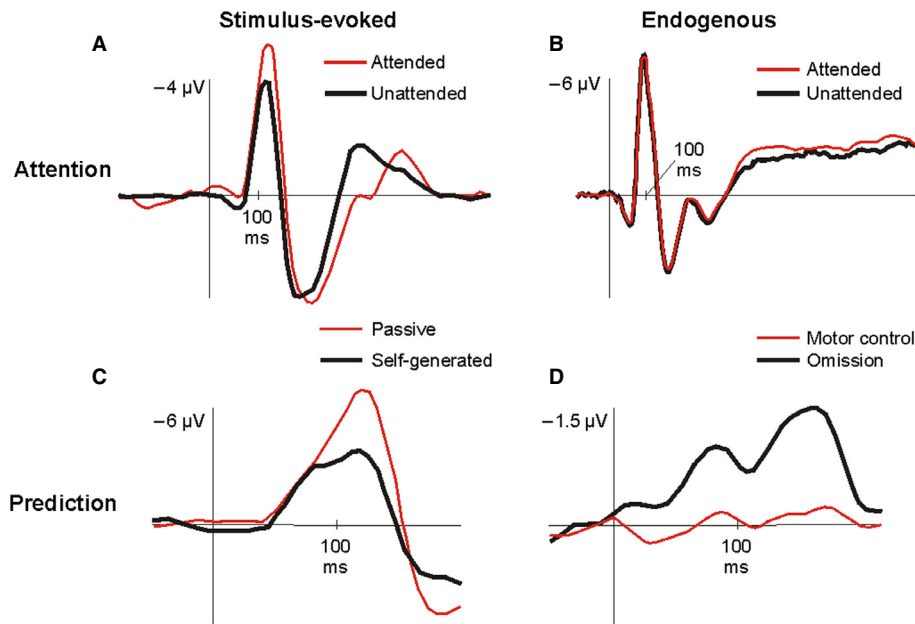 Stimulus-evoked
Endogenous
A
–4 µV
Attended
Unattended
100
ms
B
–6 µV
Attended
Unattended
100
ms
Attention
C
–6 µV
Passive
Self-generated
100
ms
D
–1.5 µV
Motor control
Omission
100
ms
Prediction